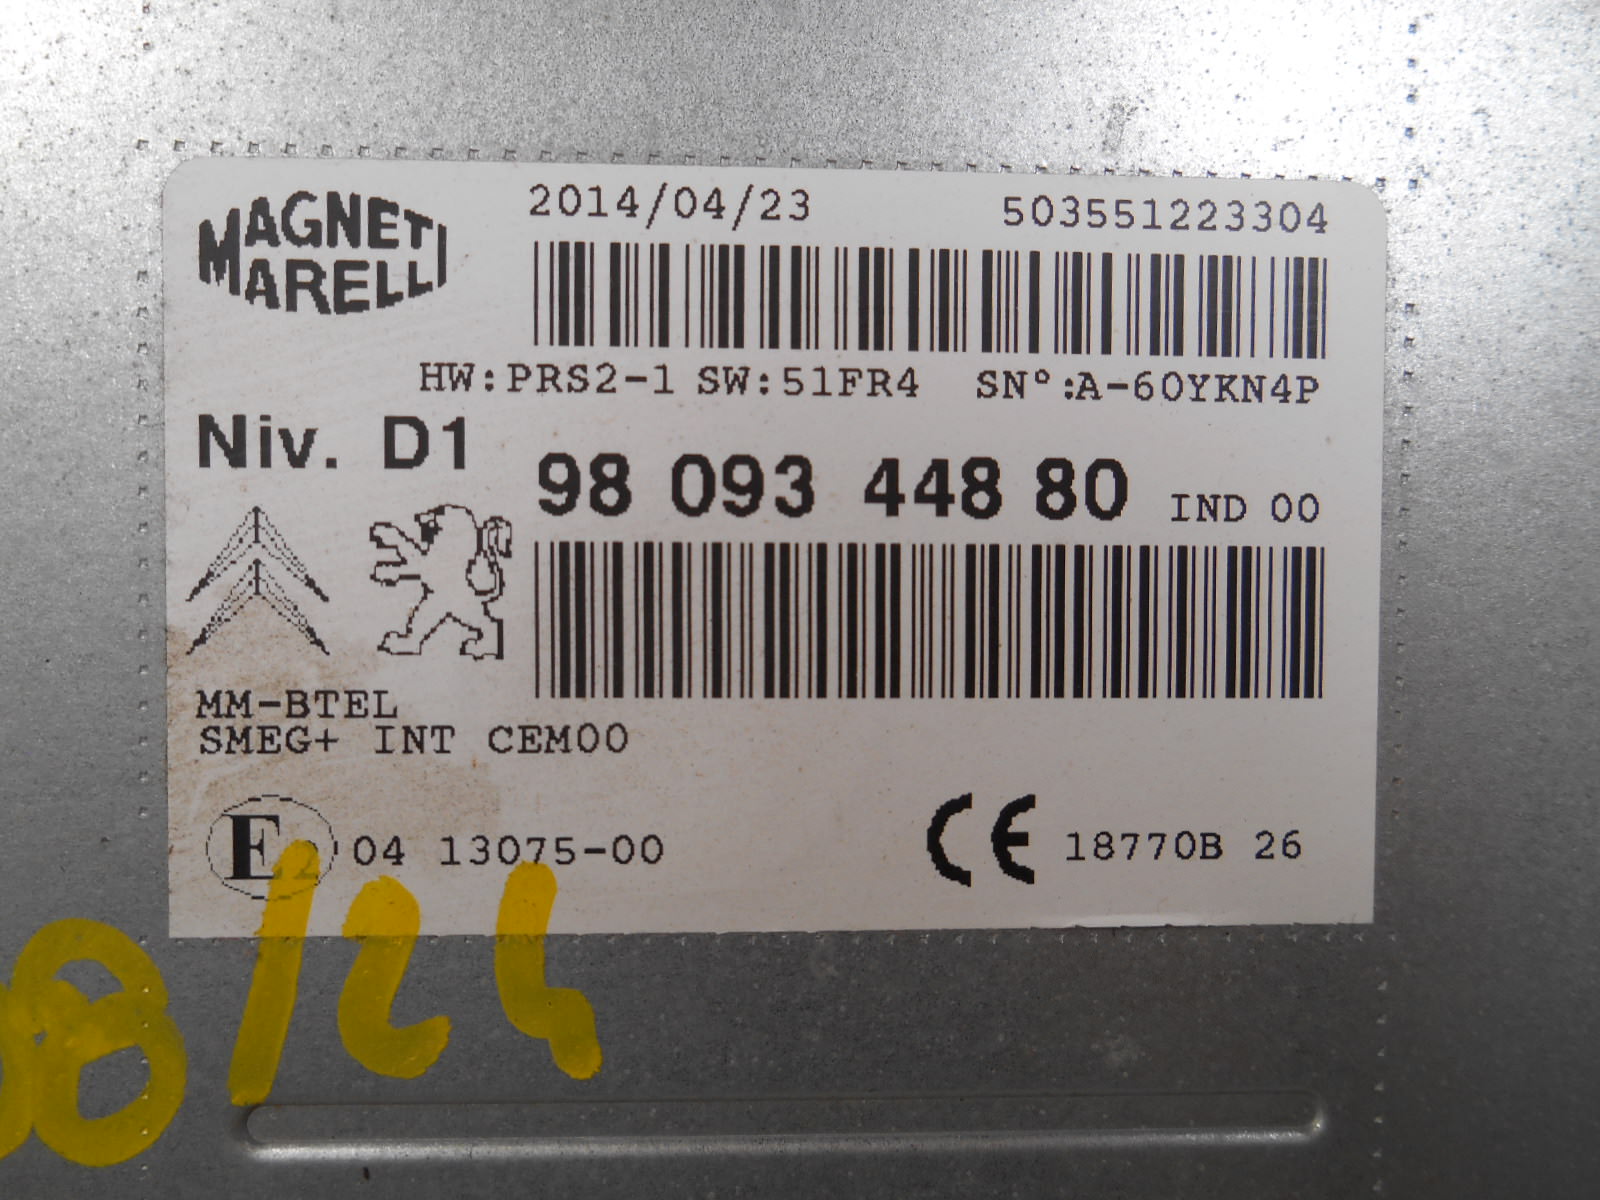 MAGNETI
MARELLI
2014/04/23 503551223304
HW:PRS2-1 SW:51FR4 SN°:A-60YKN4P
Niv. D1
98 093 448 80 IND 00
MM-BTEL
SMEG+ INT CEM00
E2 04 13075-00
CE 18770B 26